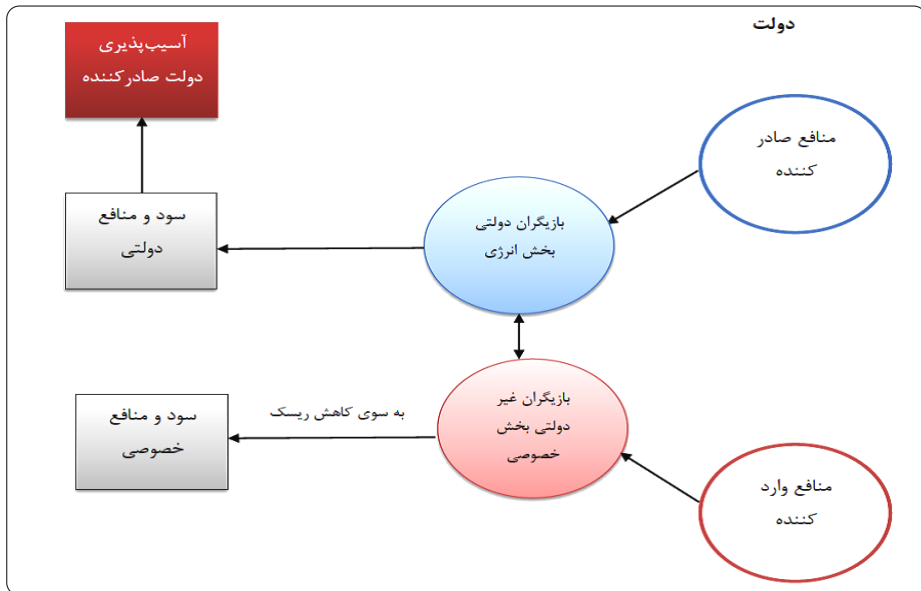 دولت
منافع صادر
کننده
بازیگران دولتی
بخش انرژی
سود و منافع
دولتی
آسیب‌پذیری
دولت صادرکننده
منافع وارد
کننده
بازیگران غیر
دولتی بخش
خصوصی
به سوی کاهش ریسک
سود و منافع
خصوصی